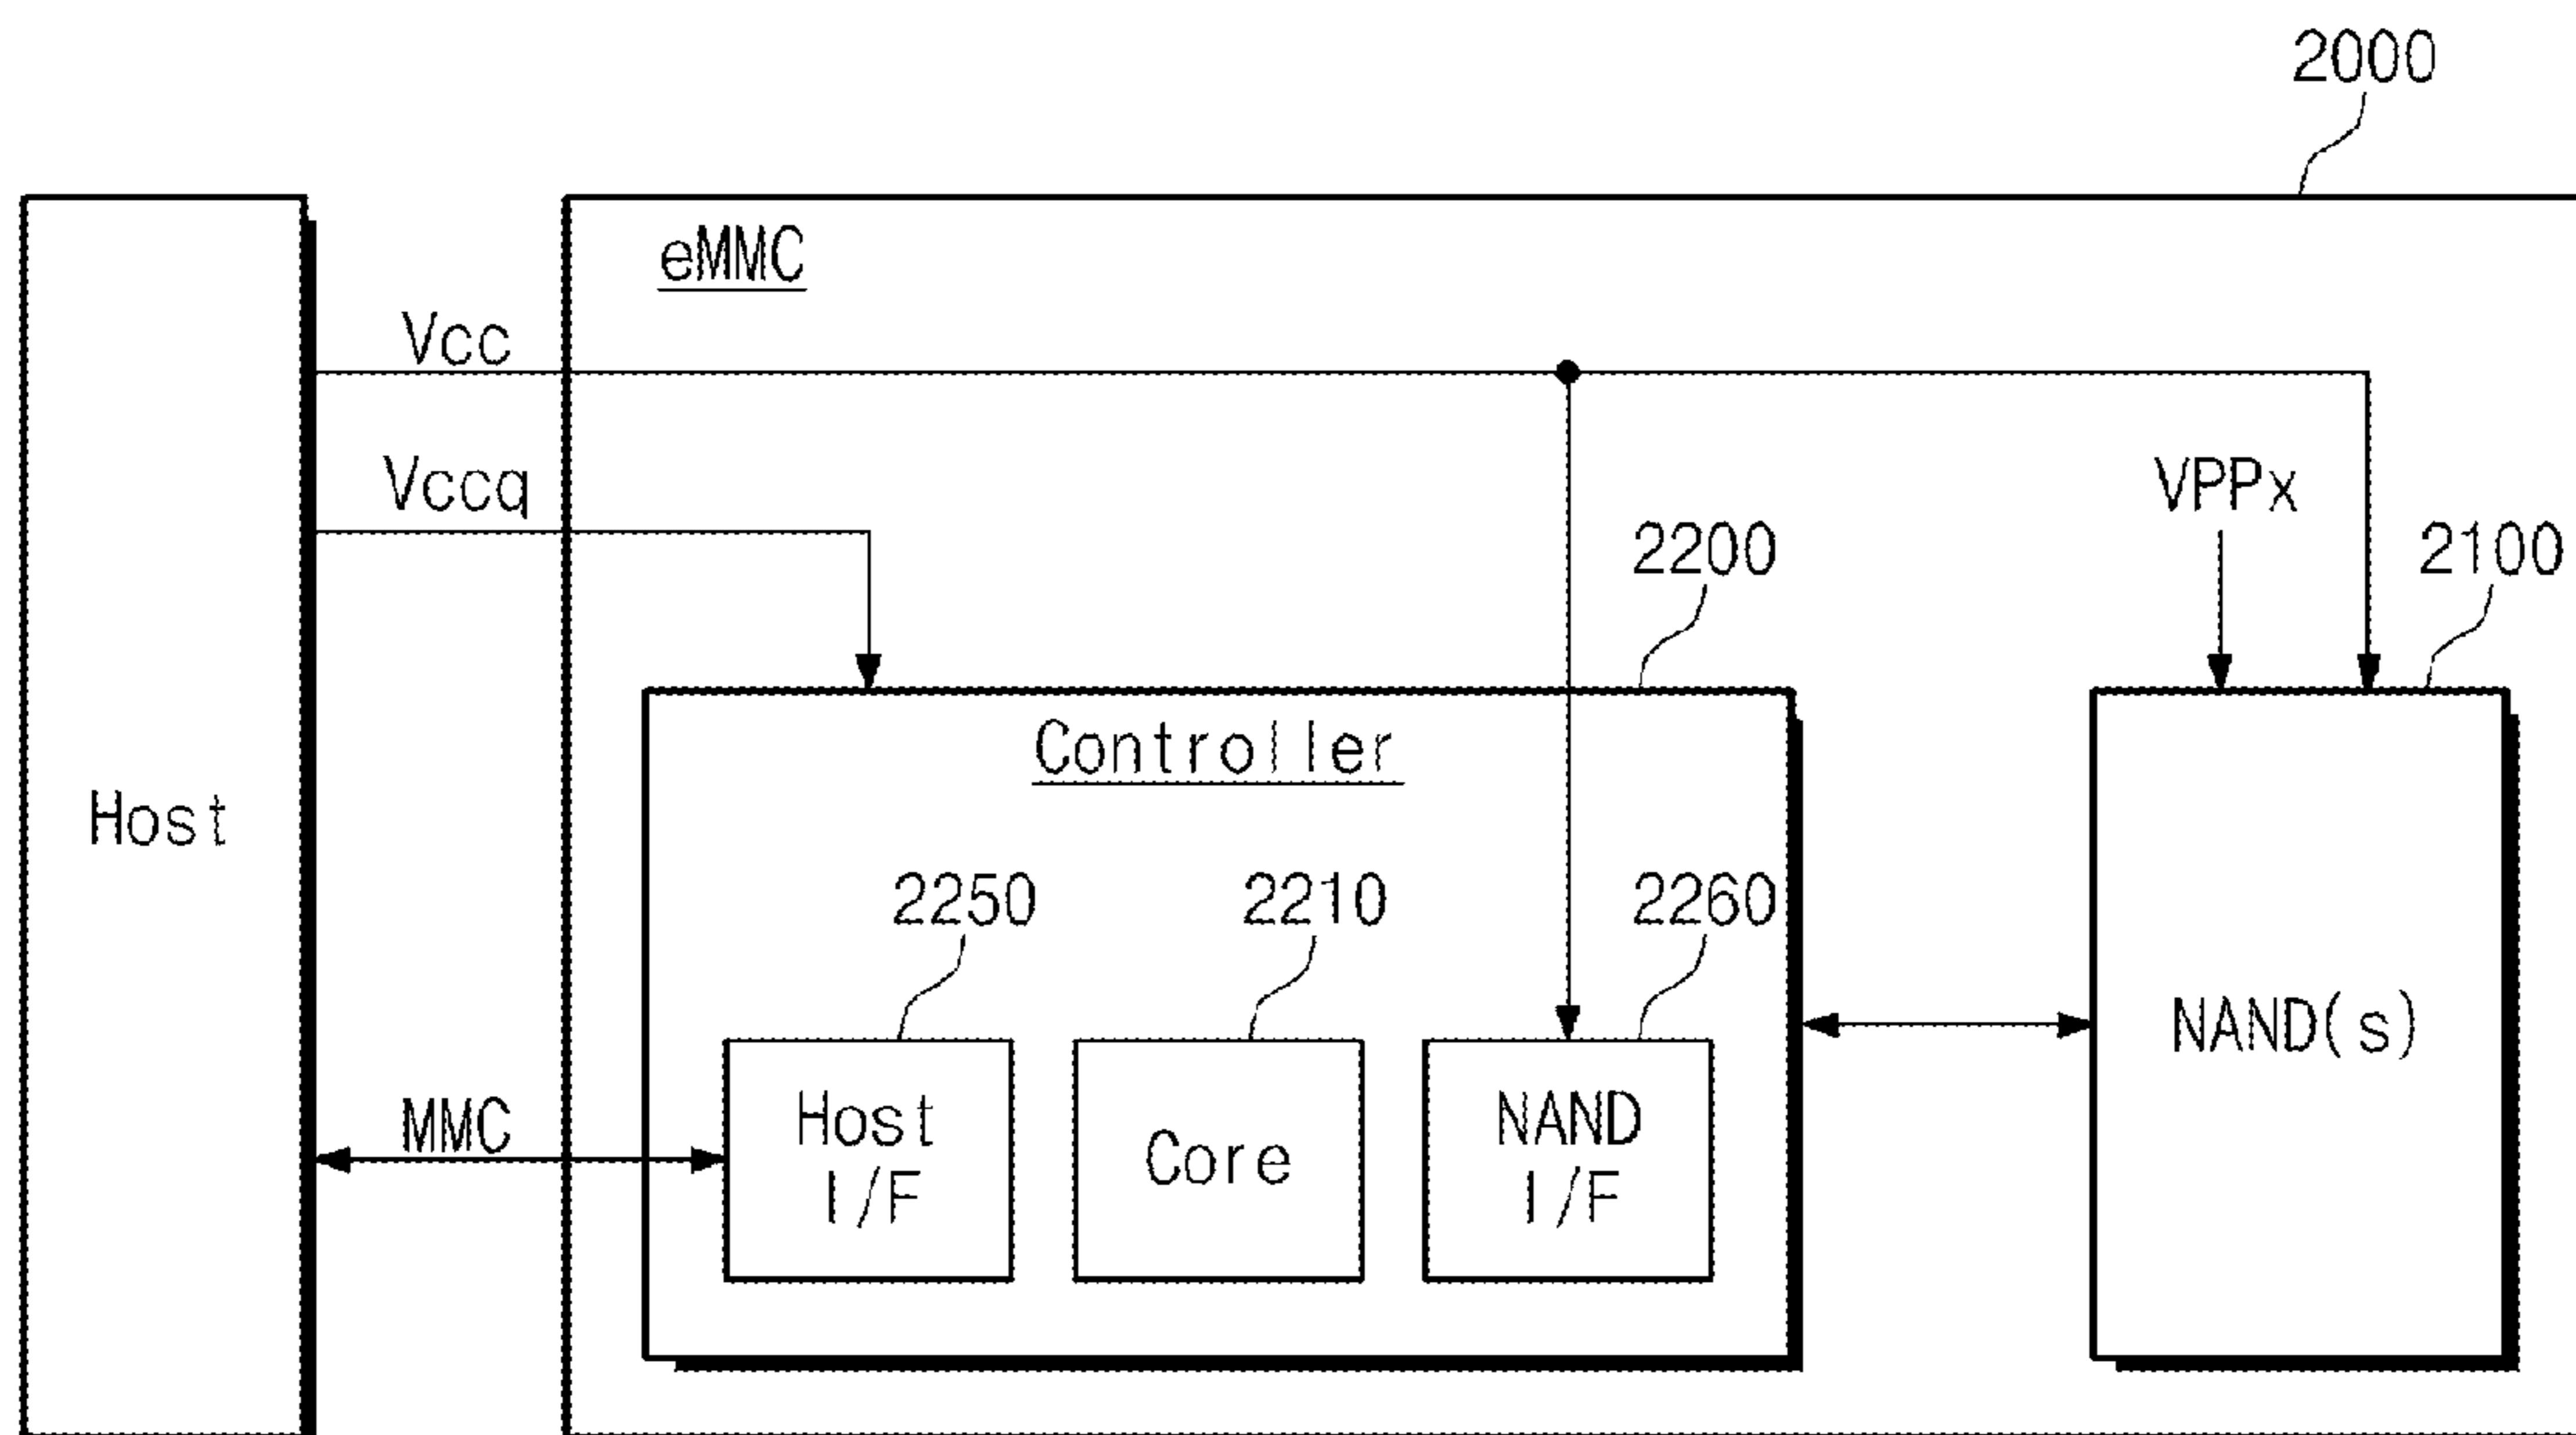 2000
eMMC
Vcc
Vccq
VPPx
2200
2100
Controller
Host
2250
2210
2260
NAND(s)
MMC
Host
I/F
Core
NAND
I/F